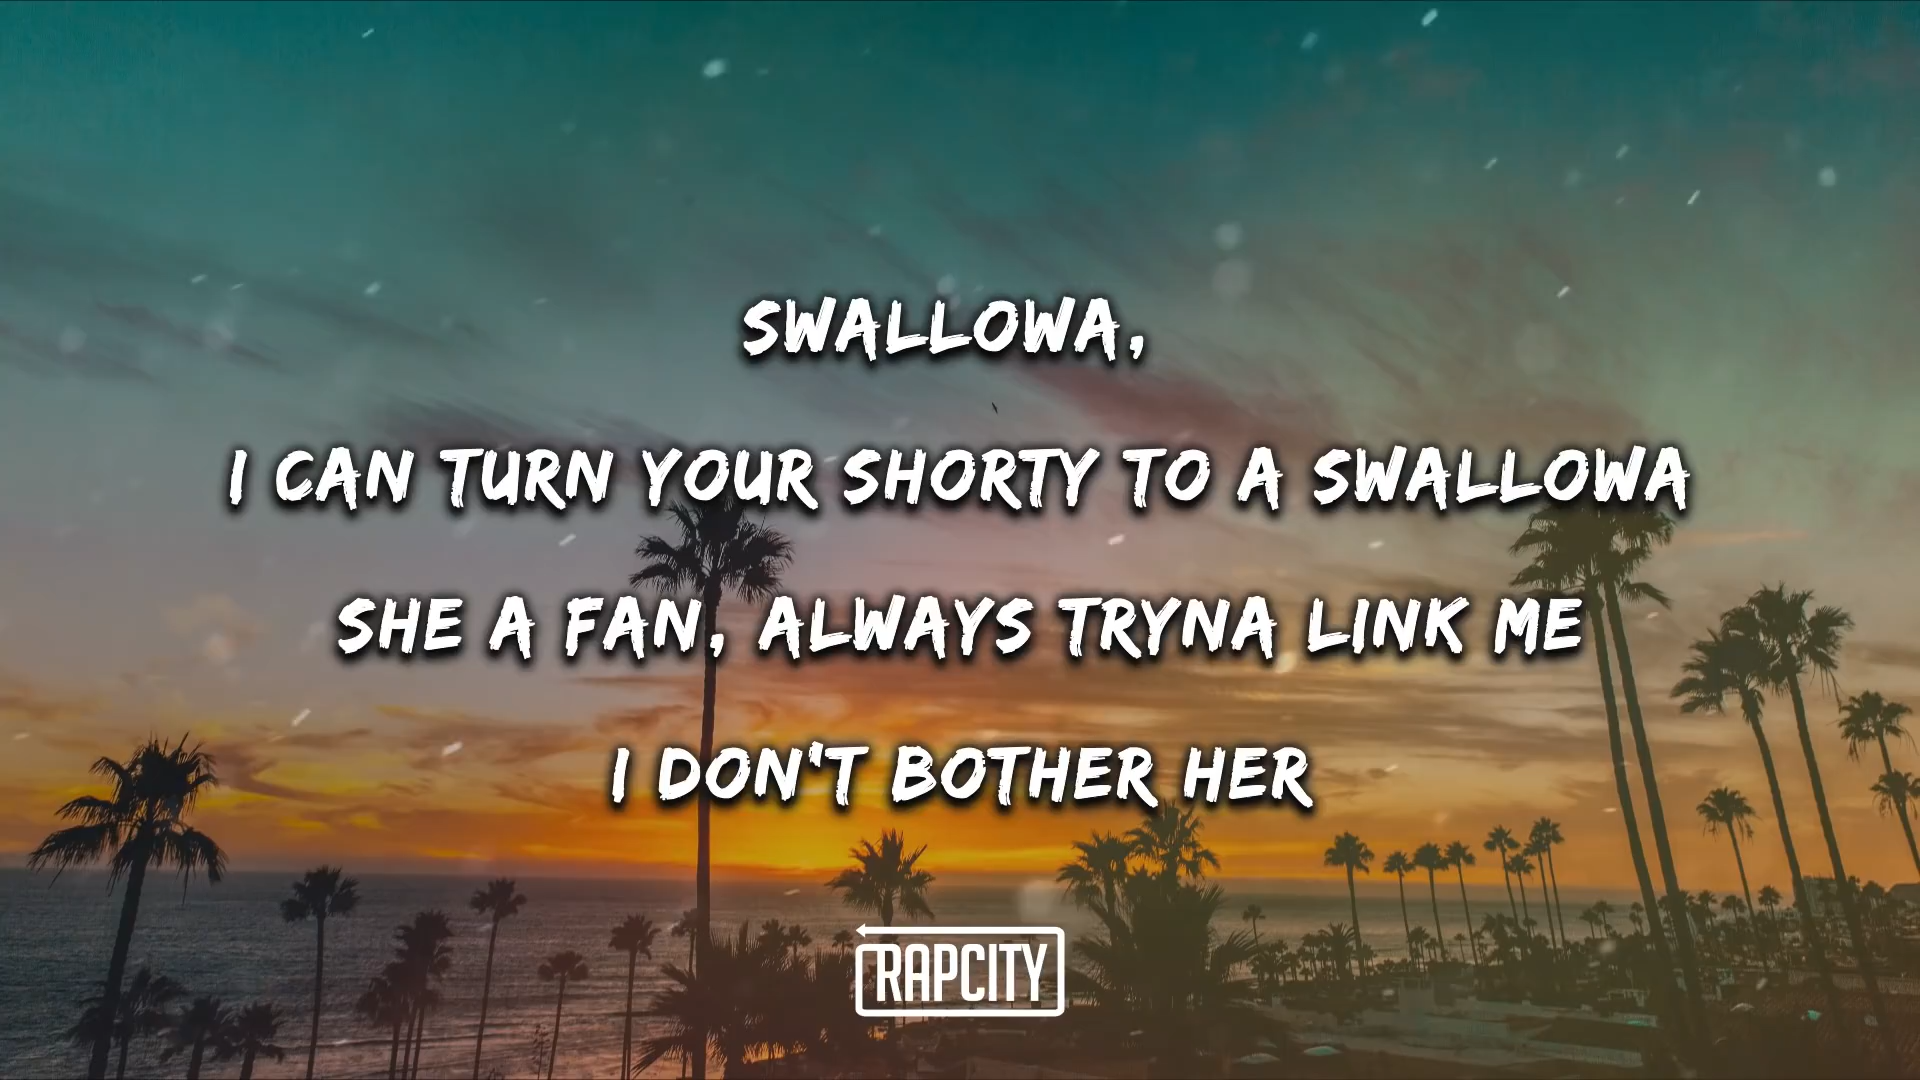 SWALLOWA,
I CAN TURN YOUR SHORTY TO A SWALLOWA
SHE A FAN, ALWAYS TRYNA LINK ME
I DON'T BOTHER HER
RAPCITY